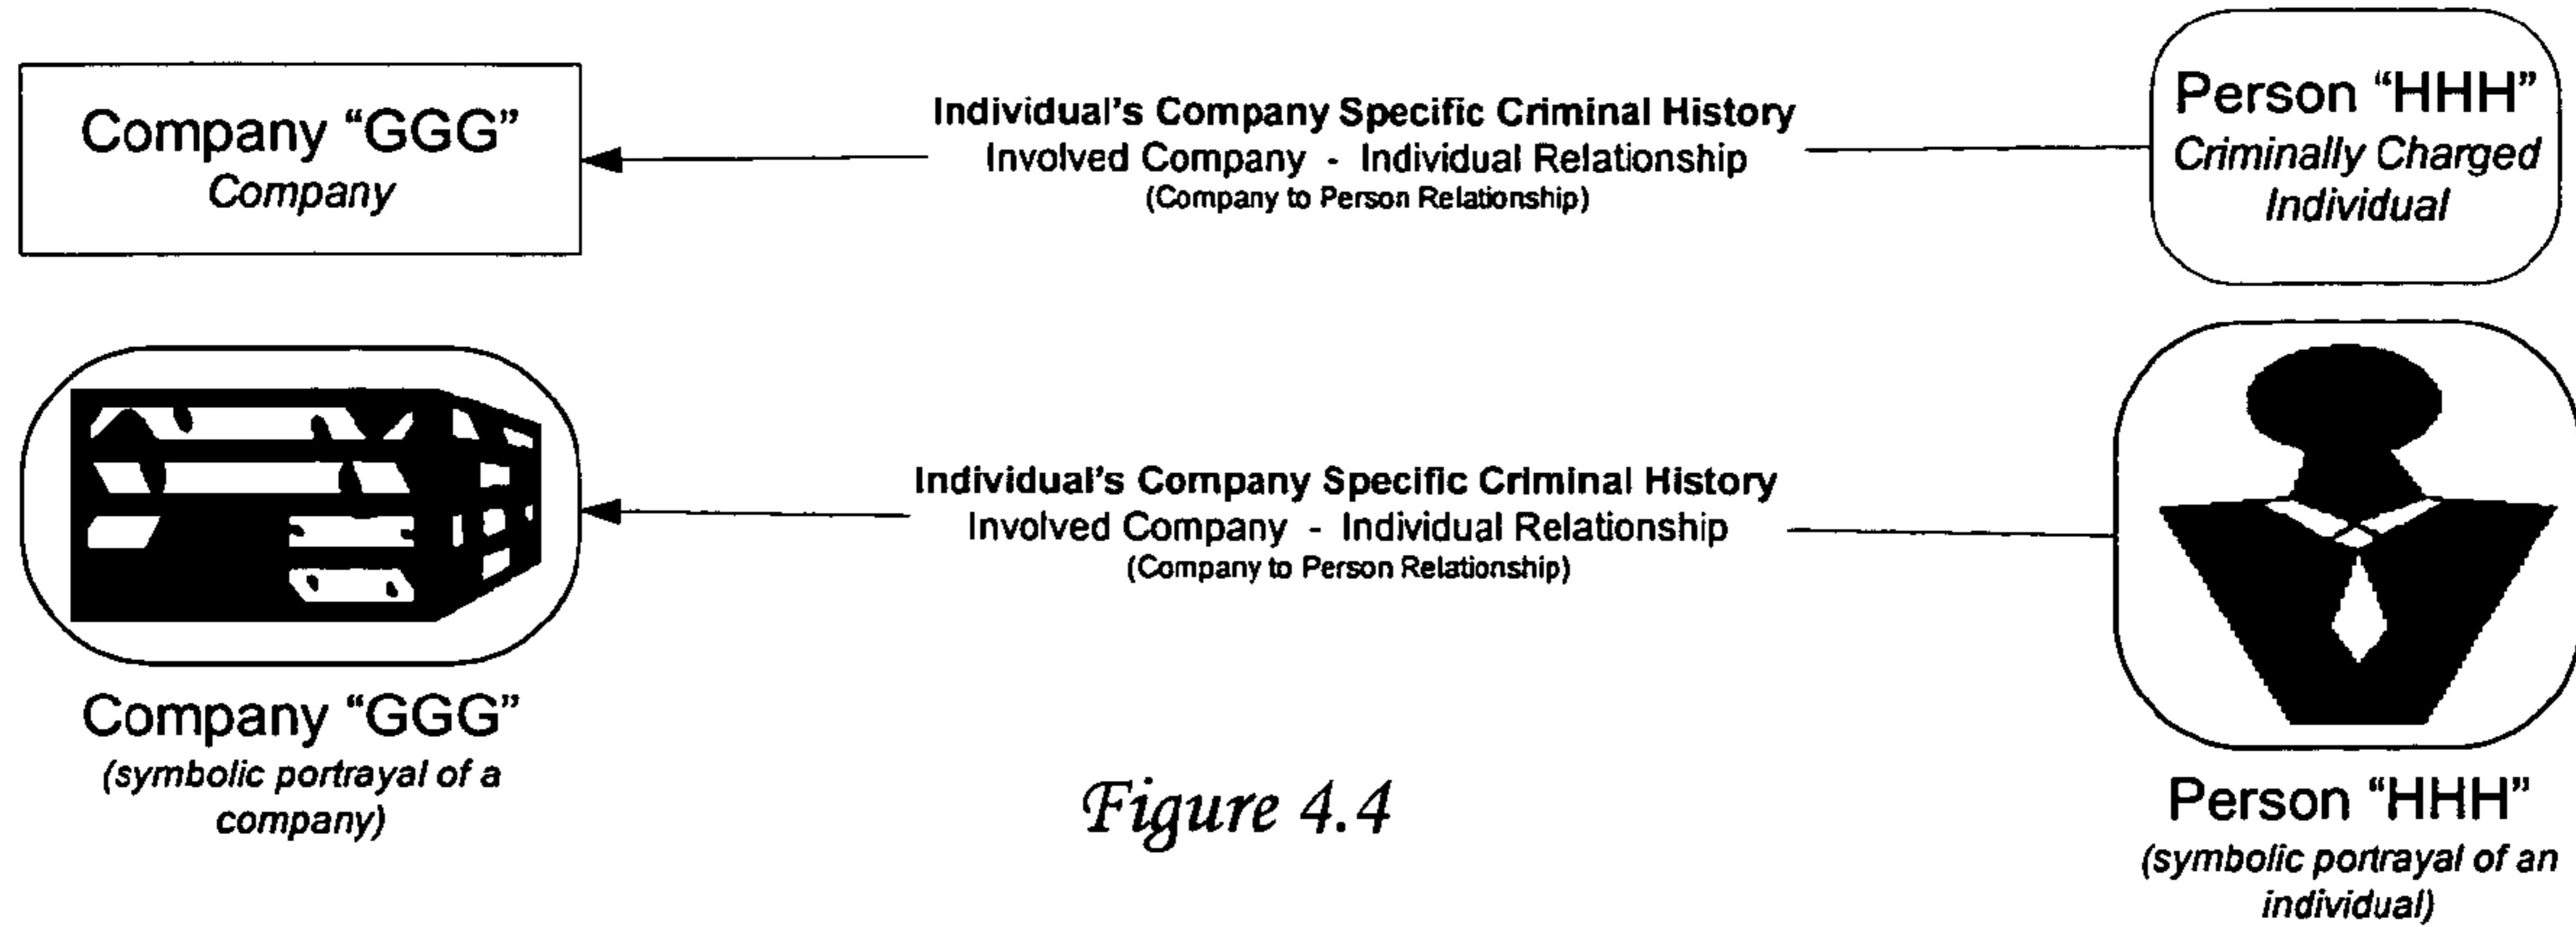 Company “GGG”
Company
Individual's Company Specific Criminal History
Involved Company - Individual Relationship
(Company to Person Relationship)
Person “HHH”
Criminally Charged
Individual
Individual's Company Specific Criminal History
Involved Company - Individual Relationship
(Company to Person Relationship)
Company “GGG”
(symbolic portrayal of a
company)
Person “HHH”
(symbolic portrayal of an
individual)
Figure 4.4